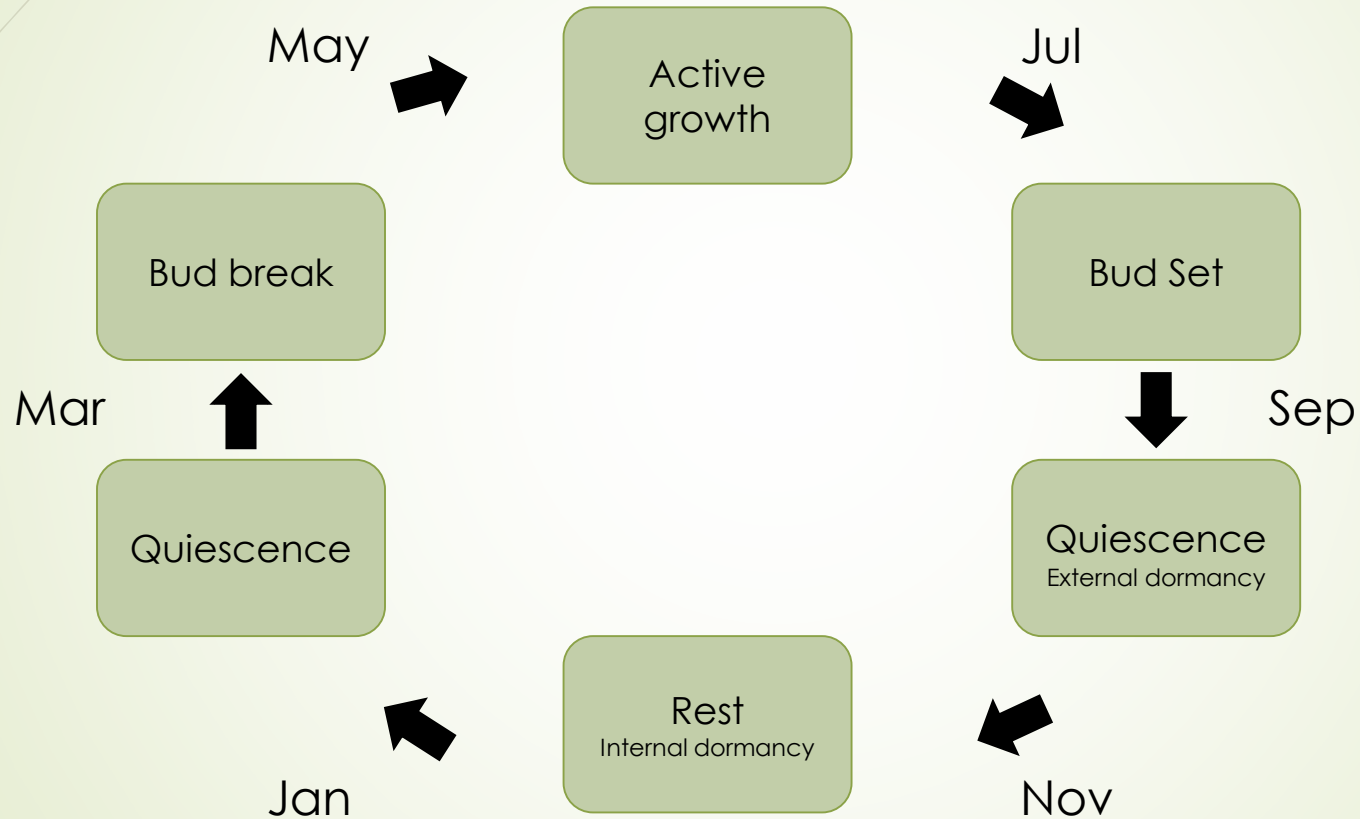 May
Active
growth
Jul
Bud break
Bud Set
Mar
Sep
Quiescence
Quiescence
External dormancy
Rest
Internal dormancy
Jan
Nov